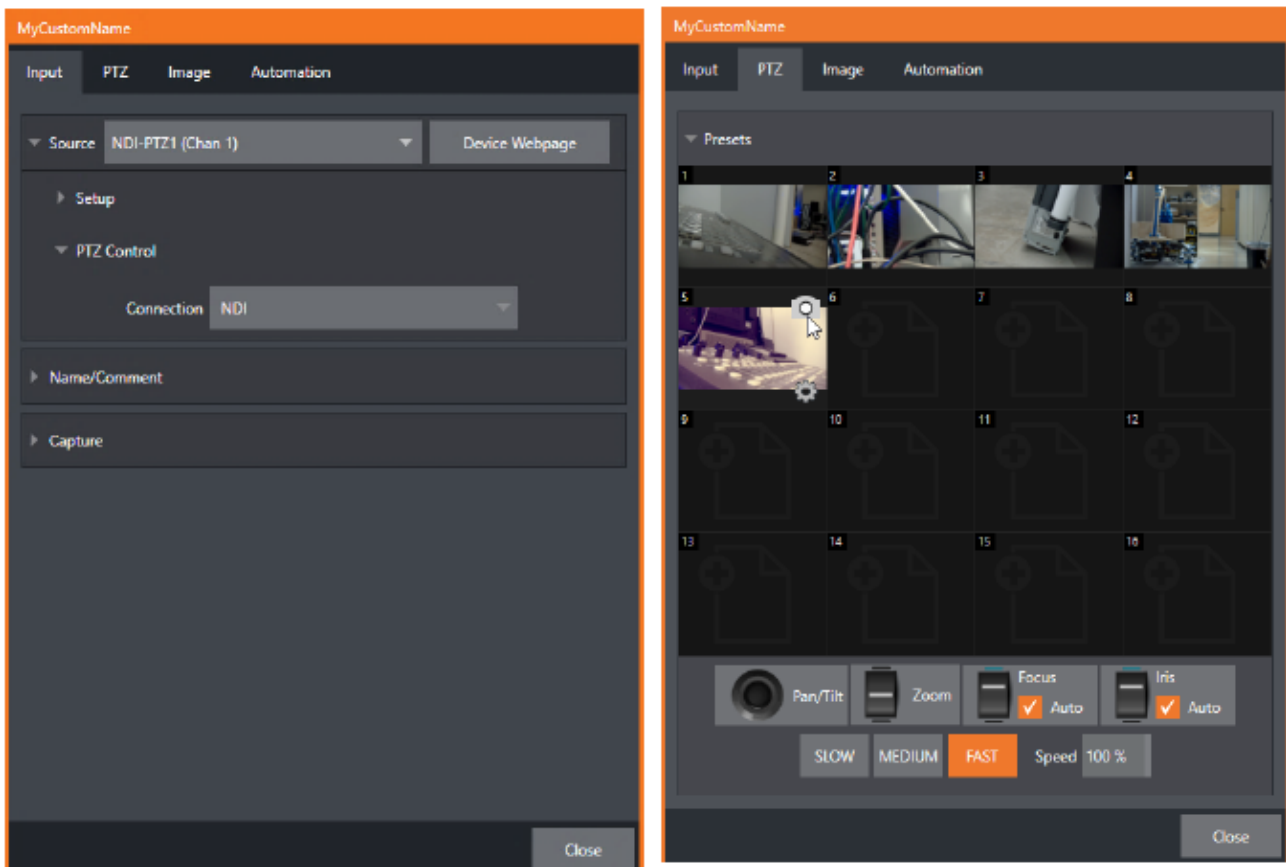 MyCustomName
Input PTZ Image Automation
Source NDI-PTZ1 (Chan 1) Device Webpage
Setup
PTZ Control
Connection NDI
Name/Comment
Capture
Close
MyCustomName
Input PTZ Image Automation
Presets
1 2 3 4
5 6 7 8
9 10 11 12
13 14 15 16
Pan/Tilt Zoom Focus Auto Iris Auto
SLOW MEDIUM FAST Speed 100 %
Close